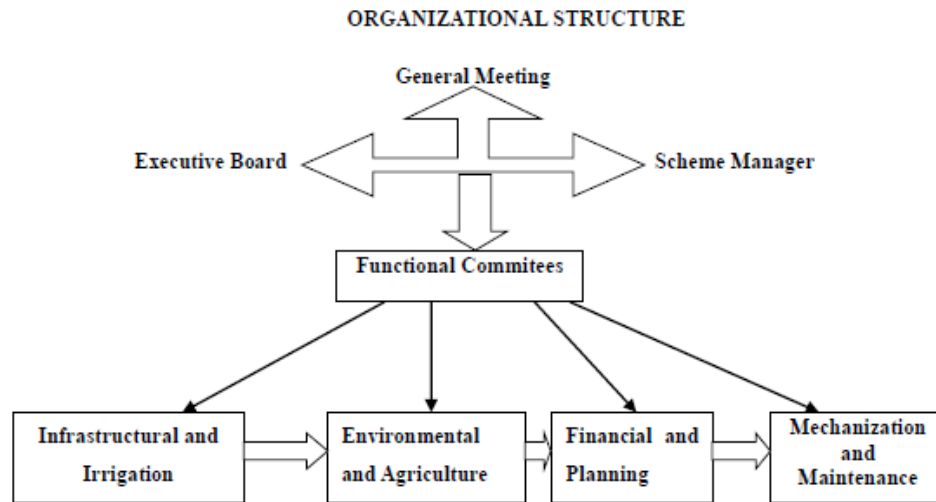 ORGANIZATIONAL STRUCTURE
General Meeting
Executive Board
Scheme Manager
Functional Commitees
Infrastructural and
Irrigation
Environmental
and Agriculture
Financial and
Planning
Mechanization
and
Maintenance